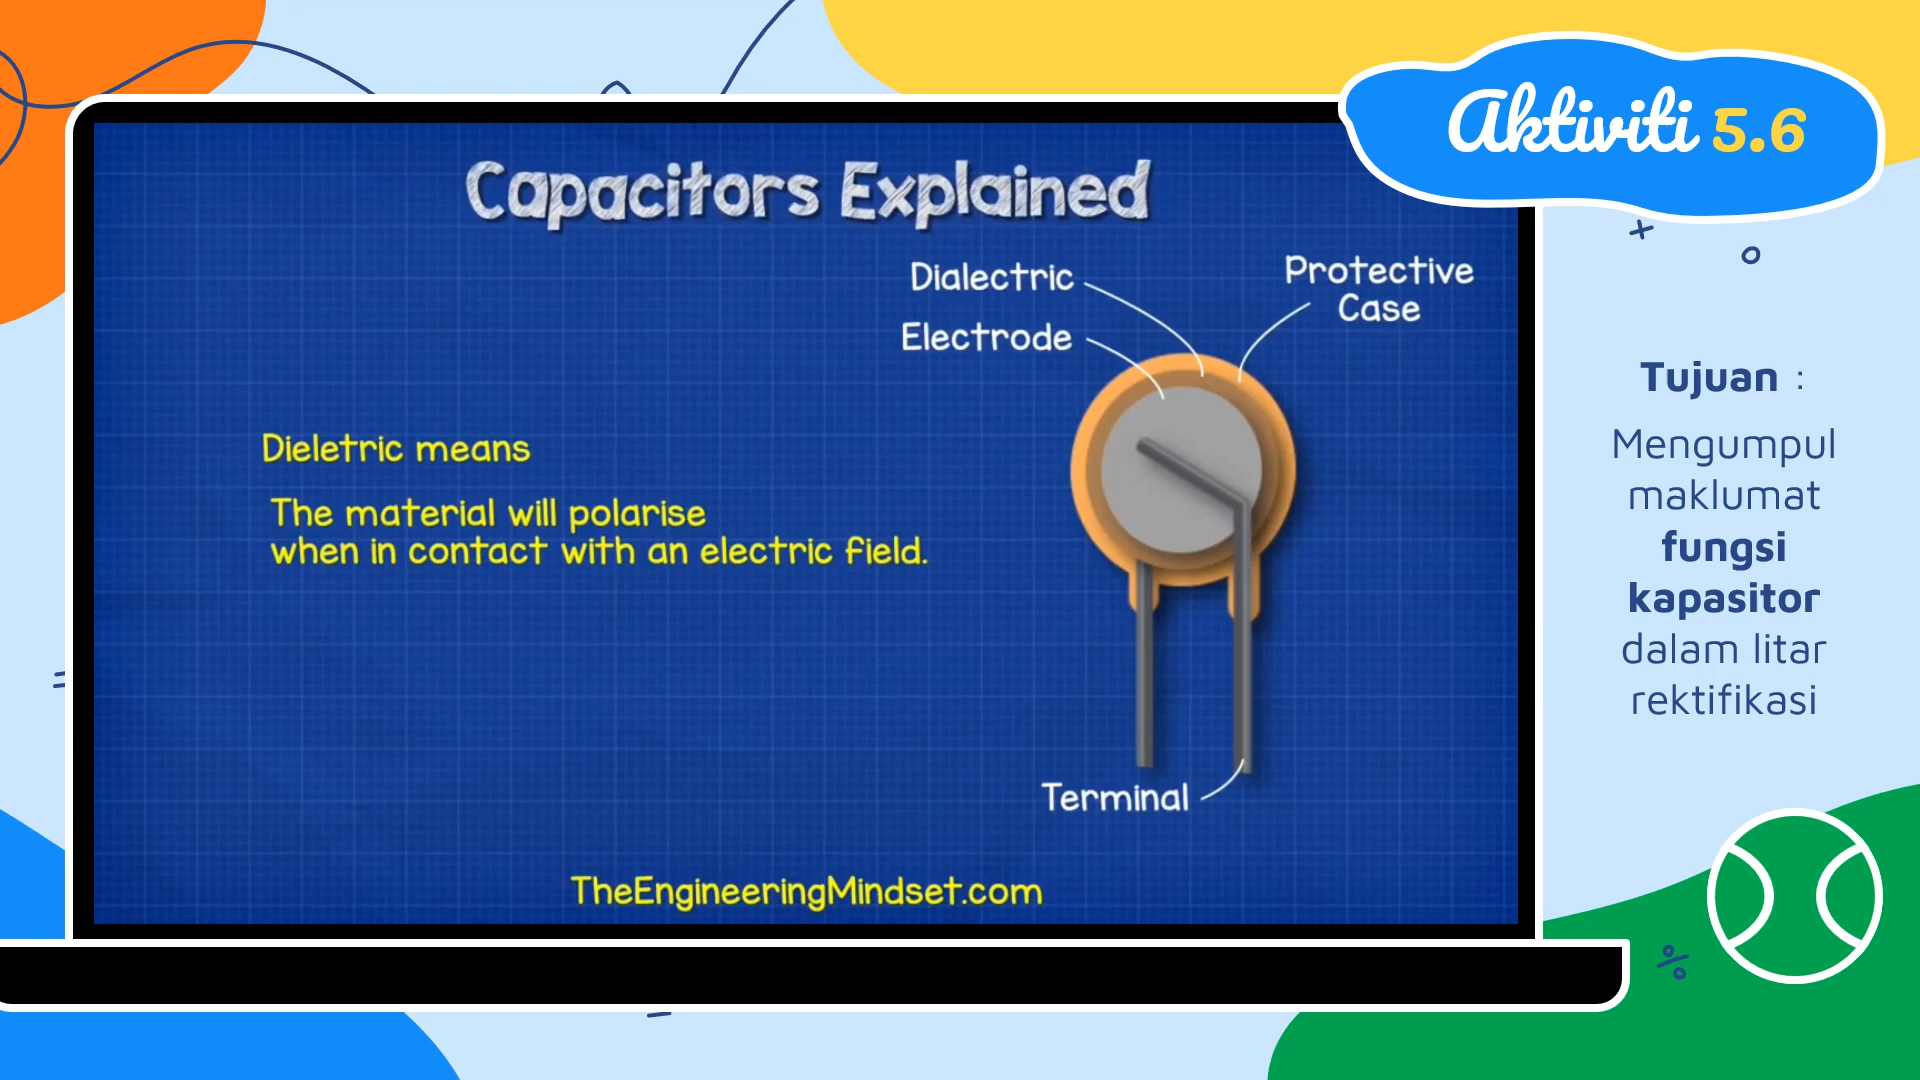 Aktiviti 5.6
Capacitors Explained
Dialectric
Protective
Case
Electrode
Dieletric means
The material will polarise
when in contact with an electric field.
Terminal
TheEngineeringMindset.com
Tujuan :
Mengumpul
maklumat
fungsi
kapasitor
dalam litar
rektifikasi